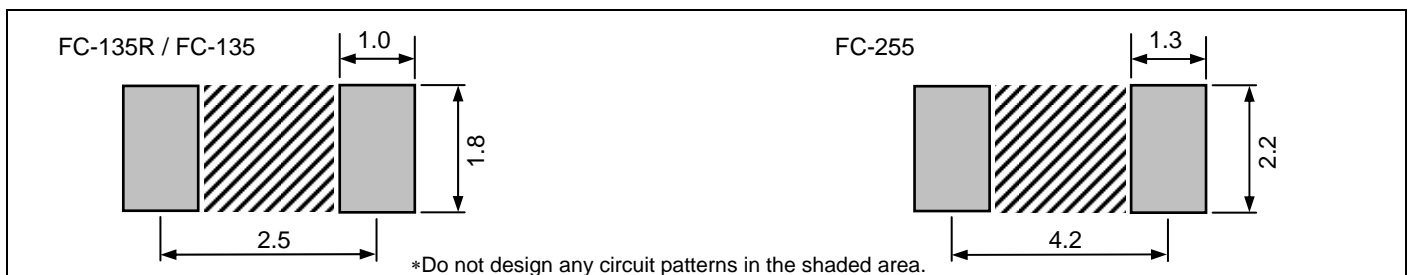 FC-135R / FC-135
1.0
1.8
2.5
FC-255
1.3
2.2
4.2
*Do not design any circuit patterns in the shaded area.